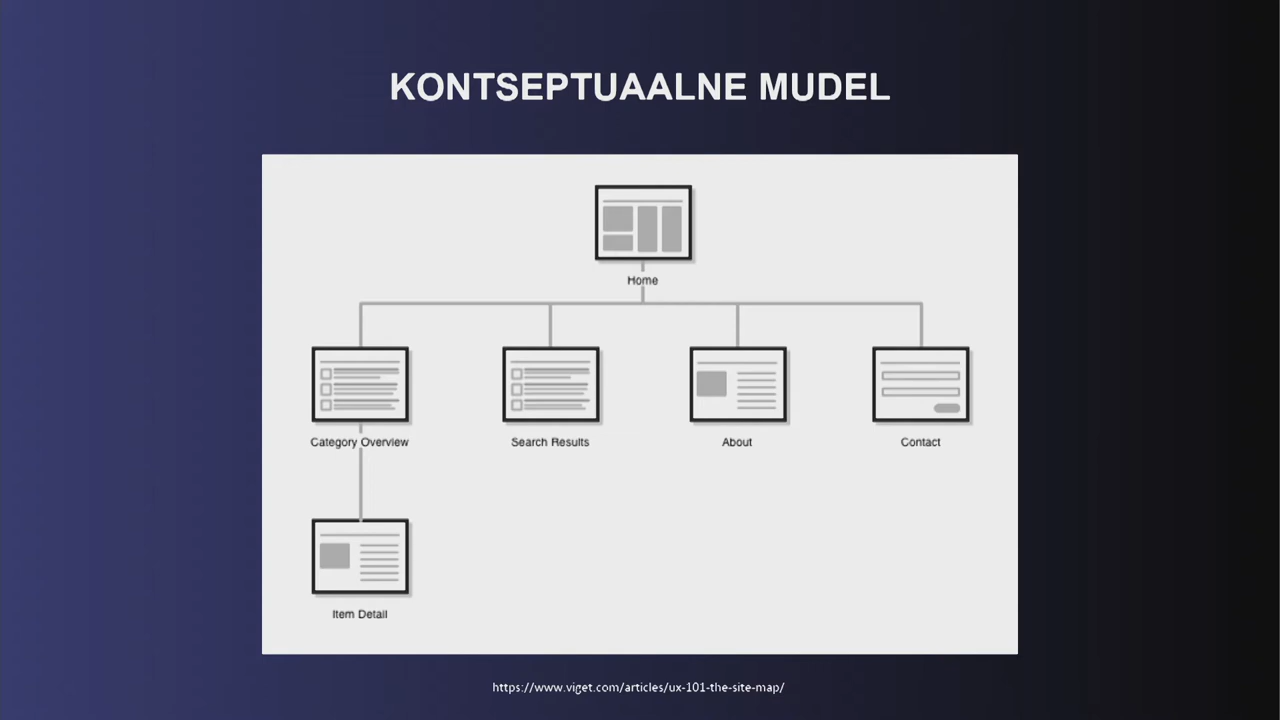 KONTSEPTUAALNE MUDEL
Home
Category Overview
Search Results
About
Contact
Item Detail
https://www.viget.com/articles/ux-101-the-site-map/